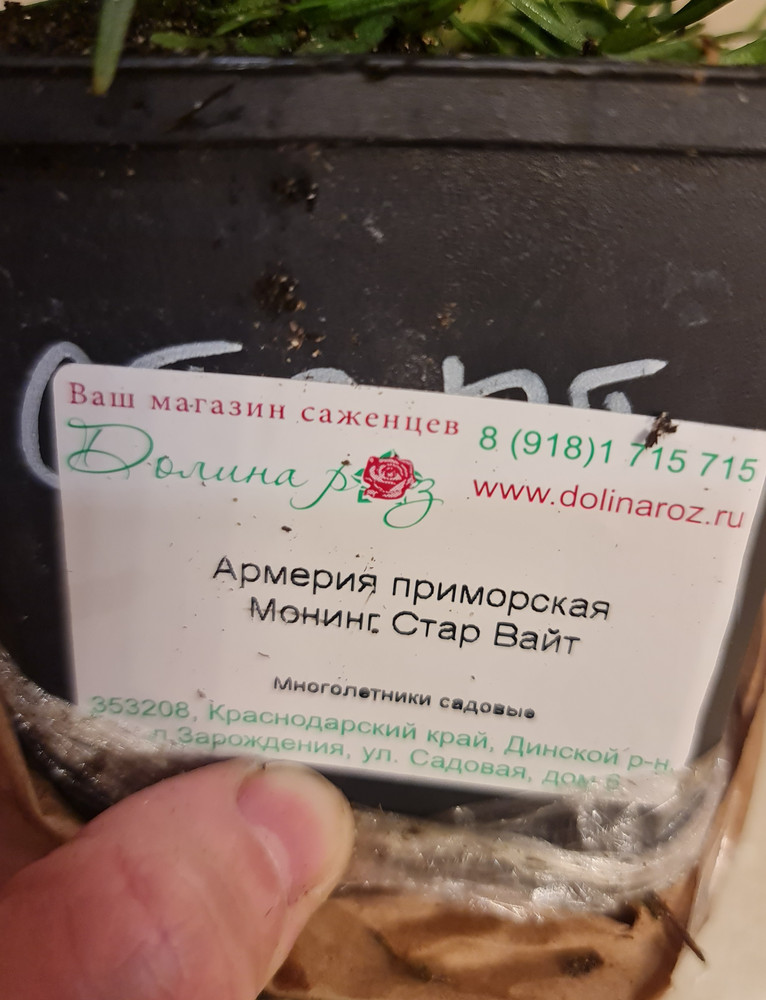 Ваш магазин саженцев
Долина роз
8 (918)1 715 715
www.dolinaroz.ru
Армерия приморская
Монинг Стар Вайт
Многолетники садовые
353208, Краснодарский край, Динской р-н,
п.Зарождения, ул. Садовая, дом